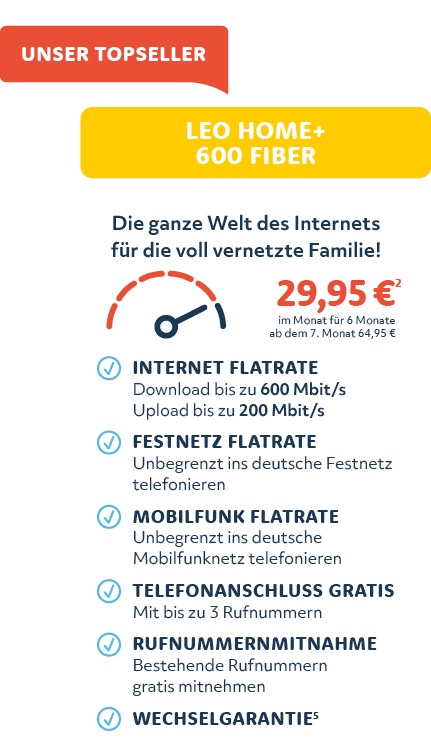 UNSER TOPSELLER
LEO HOME+
600 FIBER
Die ganze Welt des Internets
für die voll vernetzte Familie!
29,95 €²
im Monat für 6 Monate
ab dem 7. Monat 64,95 €
INTERNET FLATRATE
Download bis zu 600 Mbit/s
Upload bis zu 200 Mbit/s
FESTNETZ FLATRATE
Unbegrenzt ins deutsche Festnetz
telefonieren
MOBILFUNK FLATRATE
Unbegrenzt ins deutsche
Mobilfunknetz telefonieren
TELEFONANSCHLUSS GRATIS
Mit bis zu 3 Rufnummern
RUFNUMMERNMITNAHME
Bestehende Rufnummern
gratis mitnehmen
WECHSELGARANTIE⁵